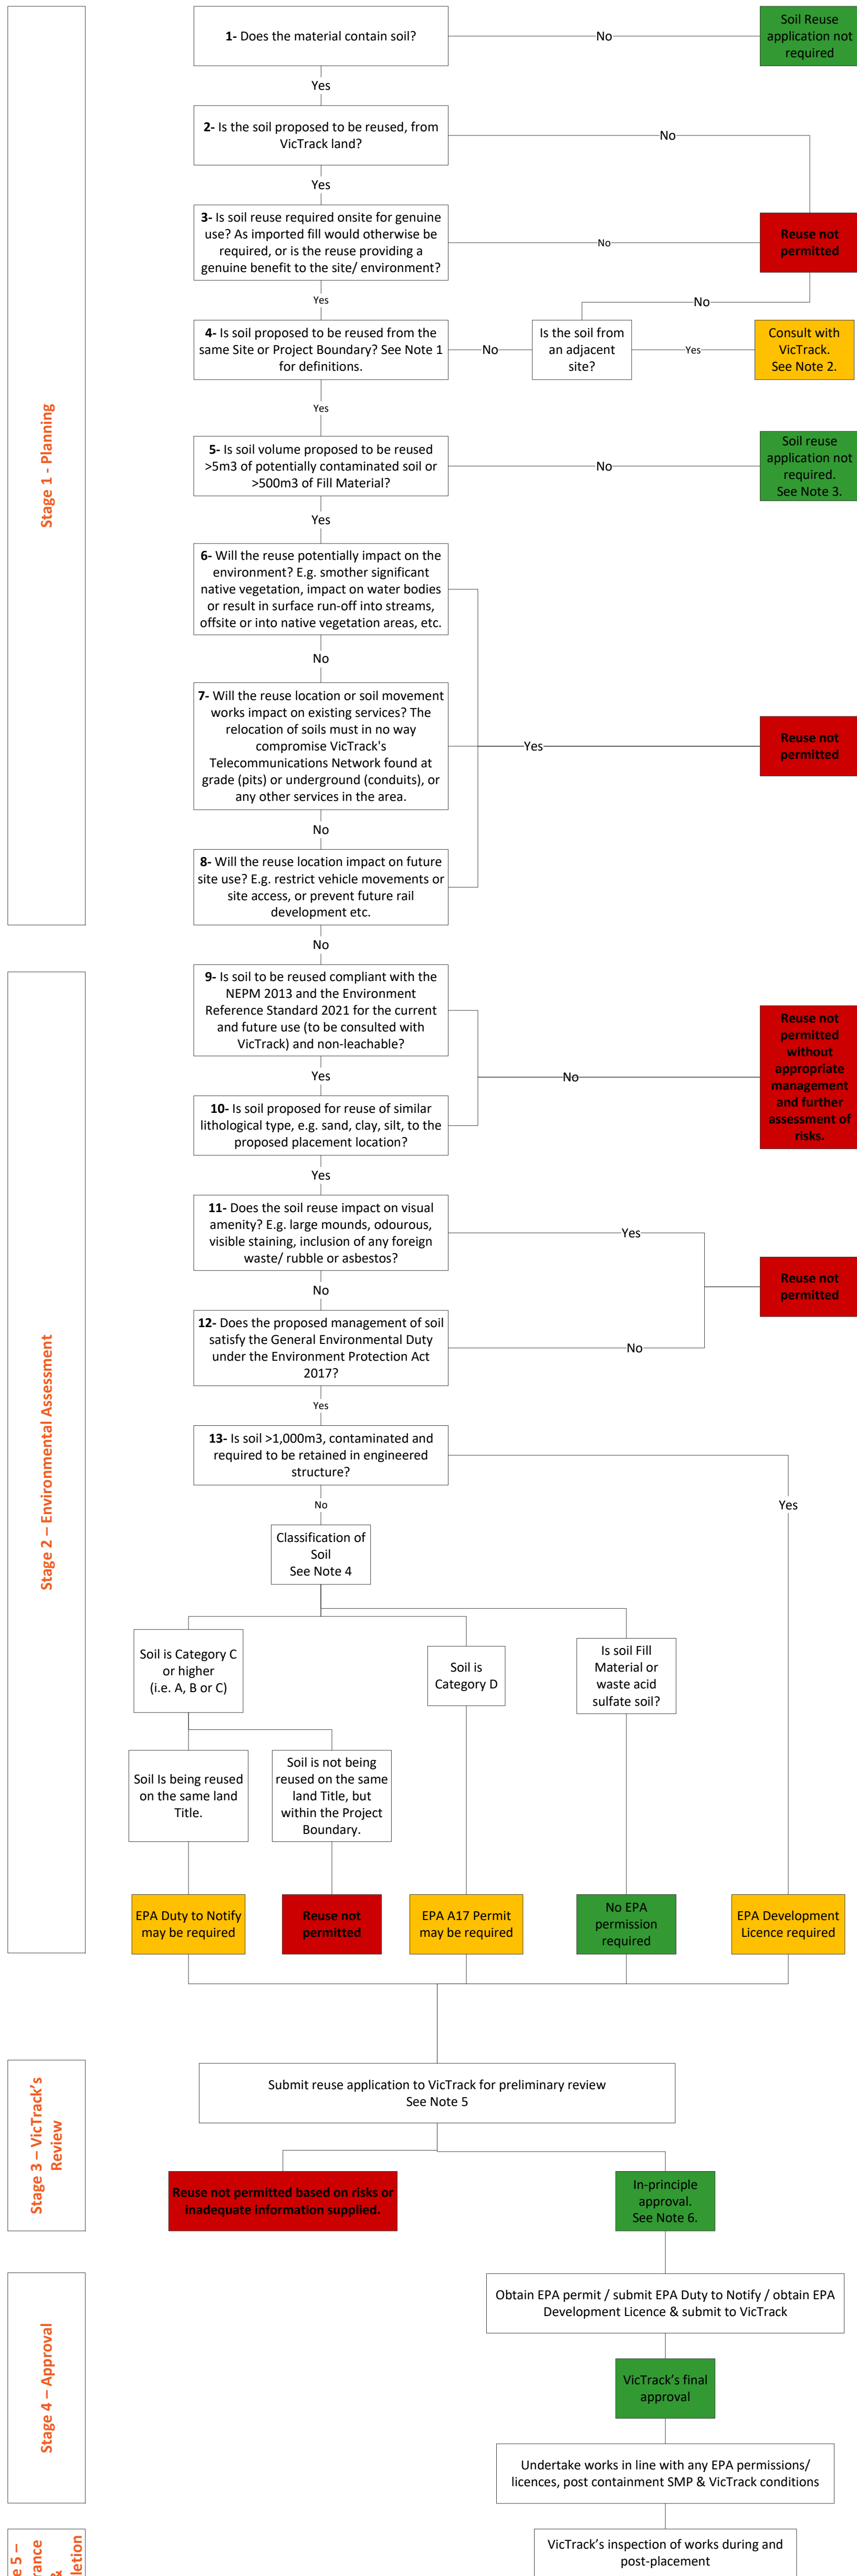 1- Does the material contain soil?
No
Soil Reuse
application not
required
Yes
2- Is the soil proposed to be reused, from
VicTrack land?
No
Yes
3- Is soil reuse required onsite for genuine
use? As imported fill would otherwise be
required, or is the reuse providing a
genuine benefit to the site/ environment?
No
Reuse not
permitted
Yes
No
4- Is soil proposed to be reused from the
same Site or Project Boundary? See Note 1
for definitions.
No
Is the soil from
an adjacent
site?
Yes
Consult with
VicTrack.
See Note 2.
Yes
Stage 1 - Planning
5- Is soil volume proposed to be reused
>5m3 of potentially contaminated soil or
>500m3 of Fill Material?
No
Soil reuse
application not
required.
See Note 3.
Yes
6- Will the reuse potentially impact on the
environment? E.g. smother significant
native vegetation, impact on water bodies
or result in surface run-off into streams,
offsite or into native vegetation areas, etc.
No
7- Will the reuse location or soil movement
works impact on existing services? The
relocation of soils must in no way
compromise VicTrack's
Telecommunications Network found at
grade (pits) or underground (conduits), or
any other services in the area.
Yes
Reuse not
permitted
No
8- Will the reuse location impact on future
site use? E.g. restrict vehicle movements or
site access, or prevent future rail
development etc.
No
9- Is soil to be reused compliant with the
NEPM 2013 and the Environment
Reference Standard 2021 for the current
and future use (to be consulted with
VicTrack) and non-leachable?
Yes
No
Reuse not
permitted
without
appropriate
management
and further
assessment of
risks.
10- Is soil proposed for reuse of similar
lithological type, e.g. sand, clay, silt, to the
proposed placement location?
Yes
11- Does the soil reuse impact on visual
amenity? E.g. large mounds, odourous,
visible staining, inclusion of any foreign
waste/ rubble or asbestos?
Yes
Reuse not
permitted
No
12- Does the proposed management of soil
satisfy the General Environmental Duty
under the Environment Protection Act
2017?
No
Yes
Stage 2 – Environmental Assessment
13- Is soil >1,000m3, contaminated and
required to be retained in engineered
structure?
Yes
No
Classification of
Soil
See Note 4
Soil is Category C
or higher
(i.e. A, B or C)
Soil is
Category D
Is soil Fill
Material or
waste acid
sulfate soil?
Soil Is being reused
on the same land
Title.
Soil is not being
reused on the same
land Title, but
within the Project
Boundary.
EPA Duty to Notify
may be required
Reuse not
permitted
EPA A17 Permit
may be required
No EPA
permission
required
EPA Development
Licence required
Stage 3 – VicTrack's
Review
Submit reuse application to VicTrack for preliminary review
See Note 5
Reuse not permitted based on risks or
inadequate information supplied.
In-principle
approval.
See Note 6.
Stage 4 – Approval
Obtain EPA permit / submit EPA Duty to Notify / obtain EPA
Development Licence & submit to VicTrack
VicTrack's final
approval
Undertake works in line with any EPA permissions/
licences, post containment SMP & VicTrack conditions
VicTrack's inspection of works during and
post-placement